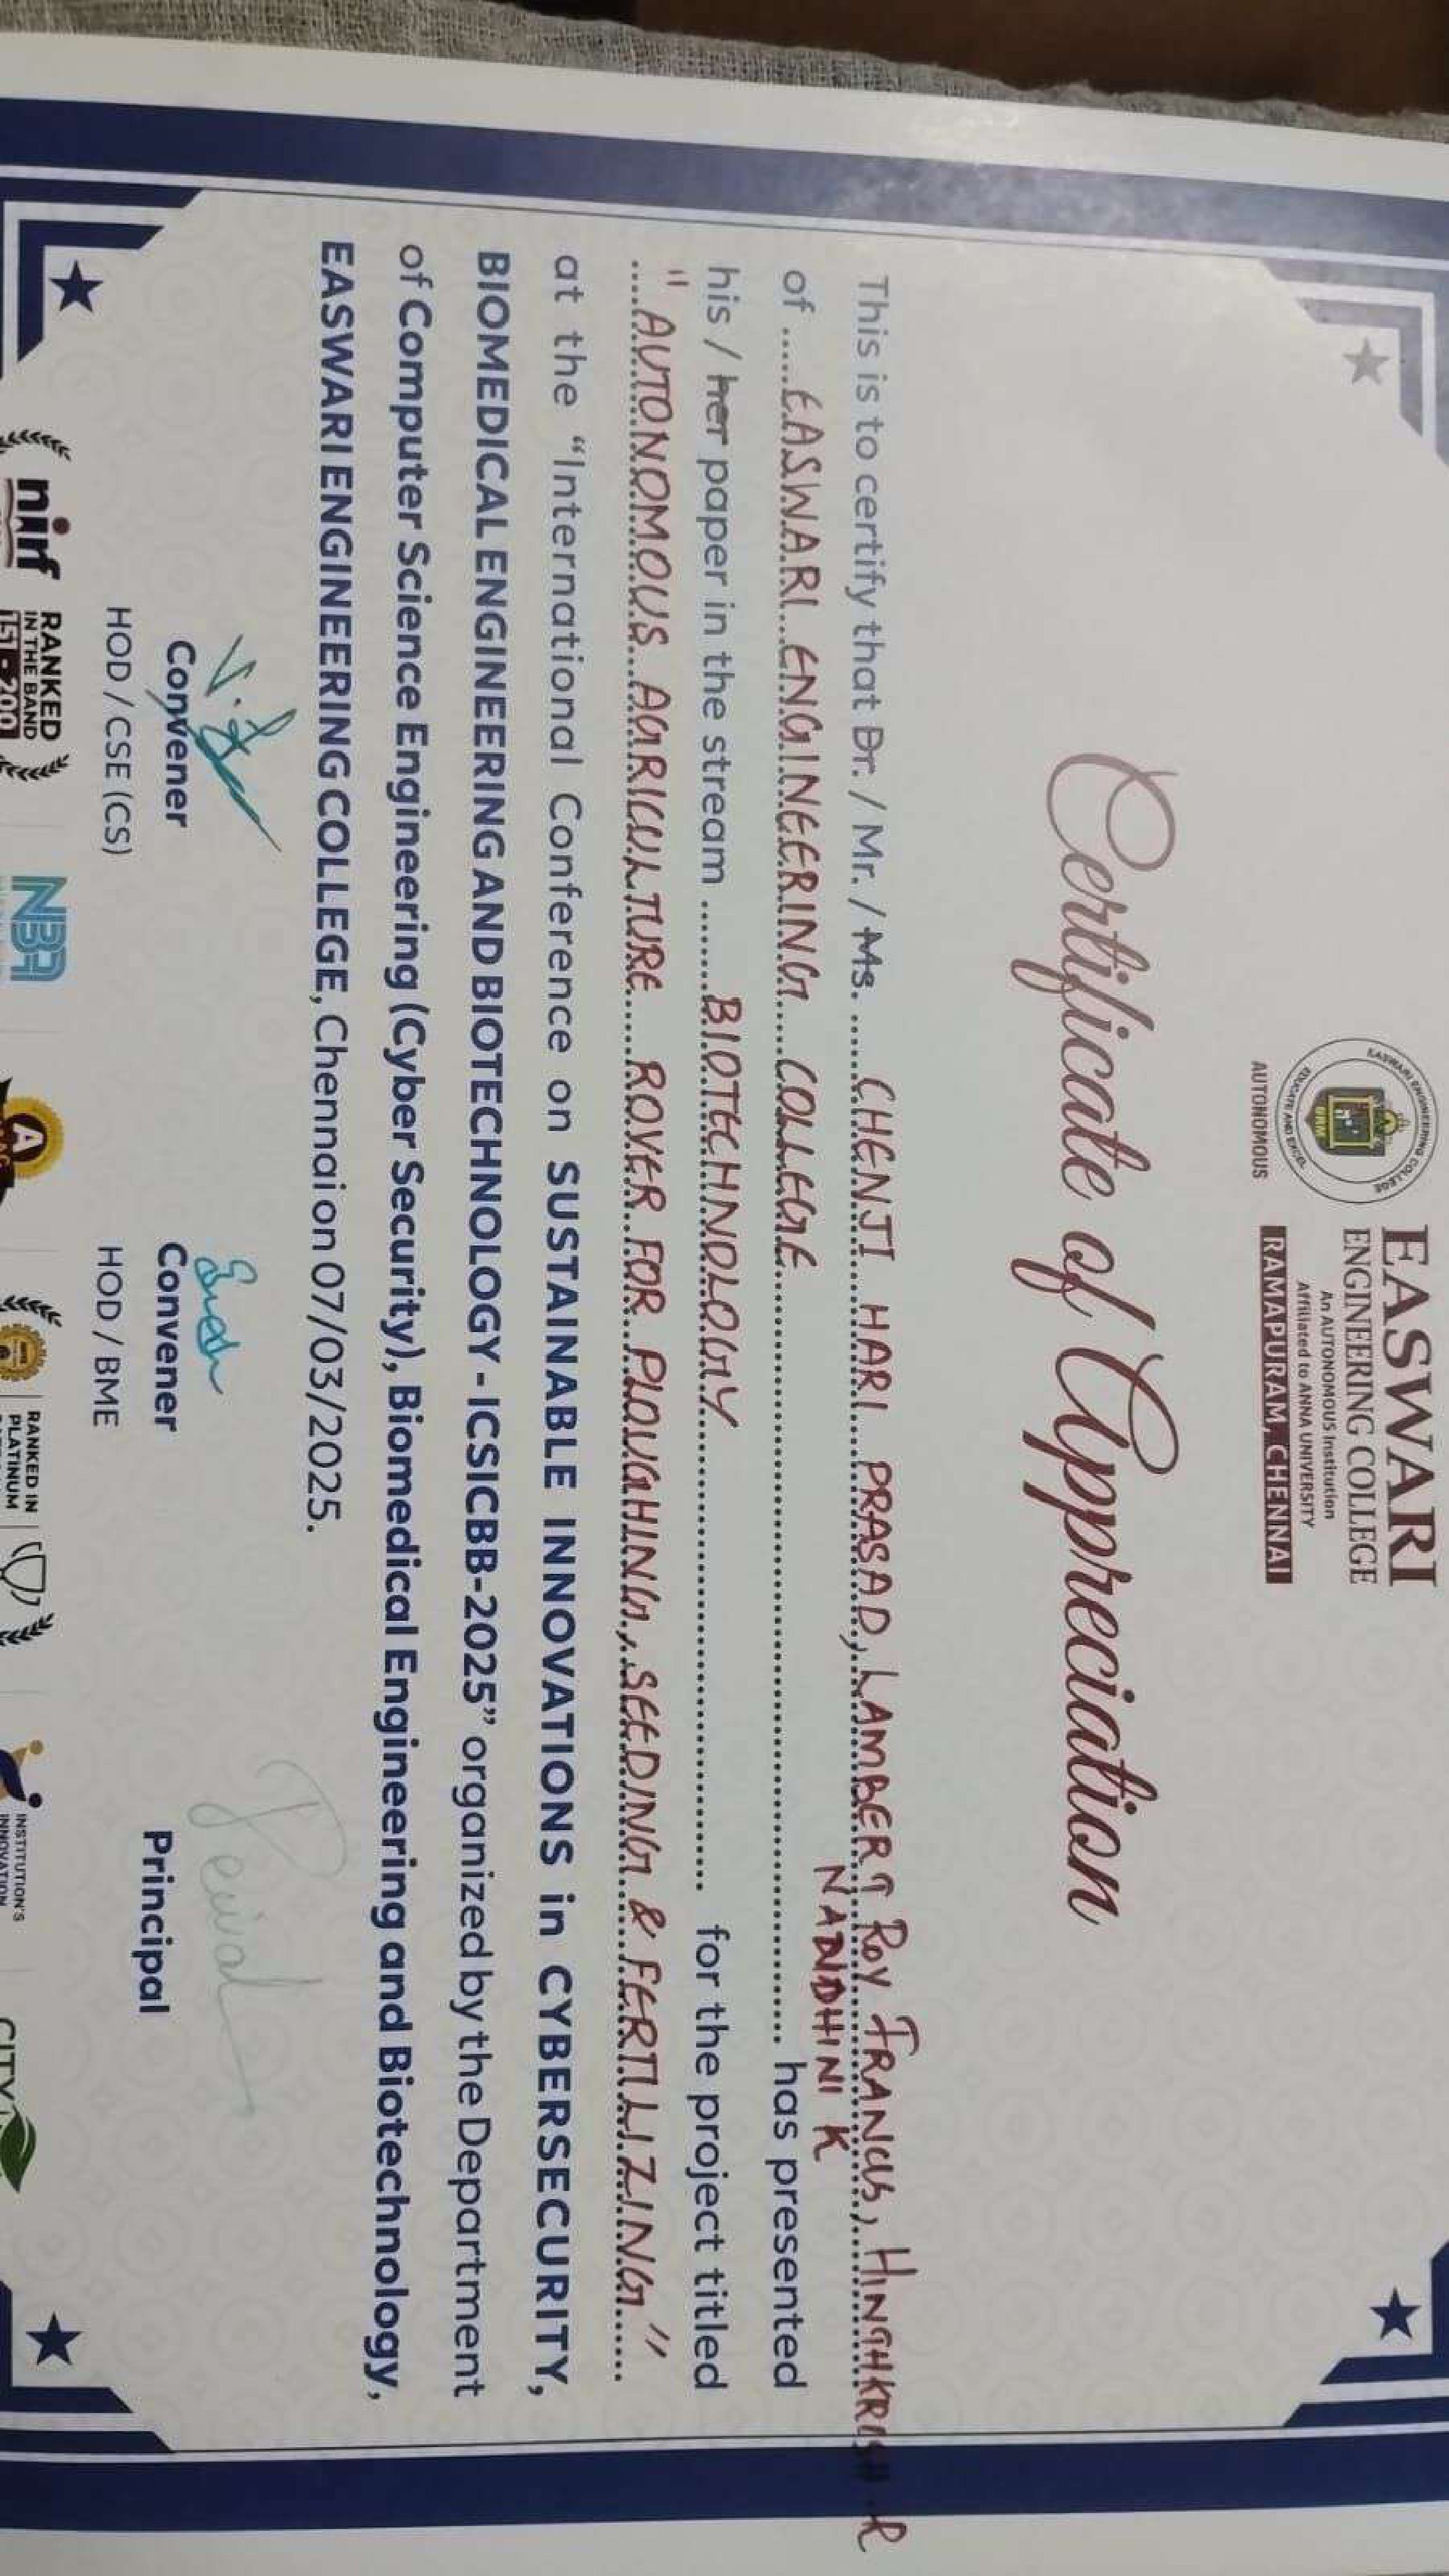 EASWARI ENGINEERING COLLEGE
EDUCATE AND EXCEL
SRM
AUTONOMOUS
EASWARI
ENGINEERING COLLEGE
An AUTONOMOUS Institution
Affiliated to ANNA UNIVERSITY
RAMAPURAM, CHENNAI
Certificate of Appreciation
This is to certify that Dr. / Mr. / Ms. ......CHENJI HARI PRASAD, LAMBERT ROY FRANCIS, HINGHKRISH R
NANDHINI K
of .....EASWARI ENGINEERING COLLEGE............ has presented
his / her paper in the stream ........BIOTECHNOLOGY............ for the project titled
"AUTONOMOUS AGRICULTURE ROVER FOR PLOUGHING, SEEDING & FERTILIZING"
at the “International Conference on SUSTAINABLE INNOVATIONS in CYBERSECURITY,
BIOMEDICAL ENGINEERING AND BIOTECHNOLOGY - ICSICBB-2025” organized by the Department
of Computer Science Engineering (Cyber Security), Biomedical Engineering and Biotechnology,
EASWARI ENGINEERING COLLEGE, Chennai on 07/03/2025.
Convener Convener Principal
HOD / CSE (CS) HOD / BME
nirf RANKED IN THE BAND 151 - 200
NBA
A
RANKED IN PLATINUM
INSTITUTION'S INNOVATION
CITY